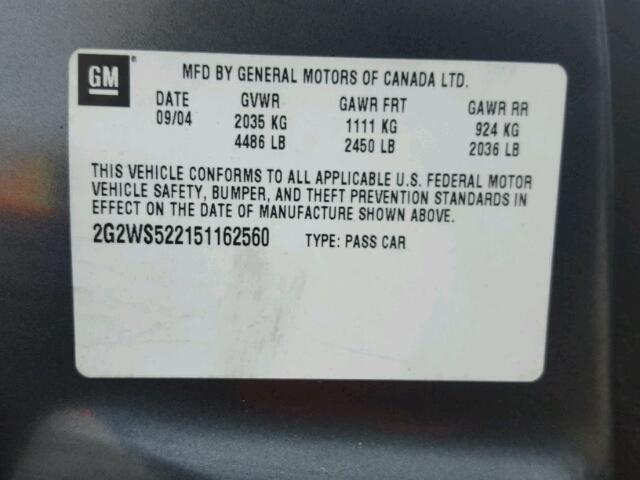 GM®
MFD BY GENERAL MOTORS OF CANADA LTD.
DATE GVWR GAWR FRT GAWR RR
09/04 2035 KG 1111 KG 924 KG
4486 LB 2450 LB 2036 LB
THIS VEHICLE CONFORMS TO ALL APPLICABLE U.S. FEDERAL MOTOR
VEHICLE SAFETY, BUMPER, AND THEFT PREVENTION STANDARDS IN
EFFECT ON THE DATE OF MANUFACTURE SHOWN ABOVE.
2G2WS522151162560 TYPE: PASS CAR